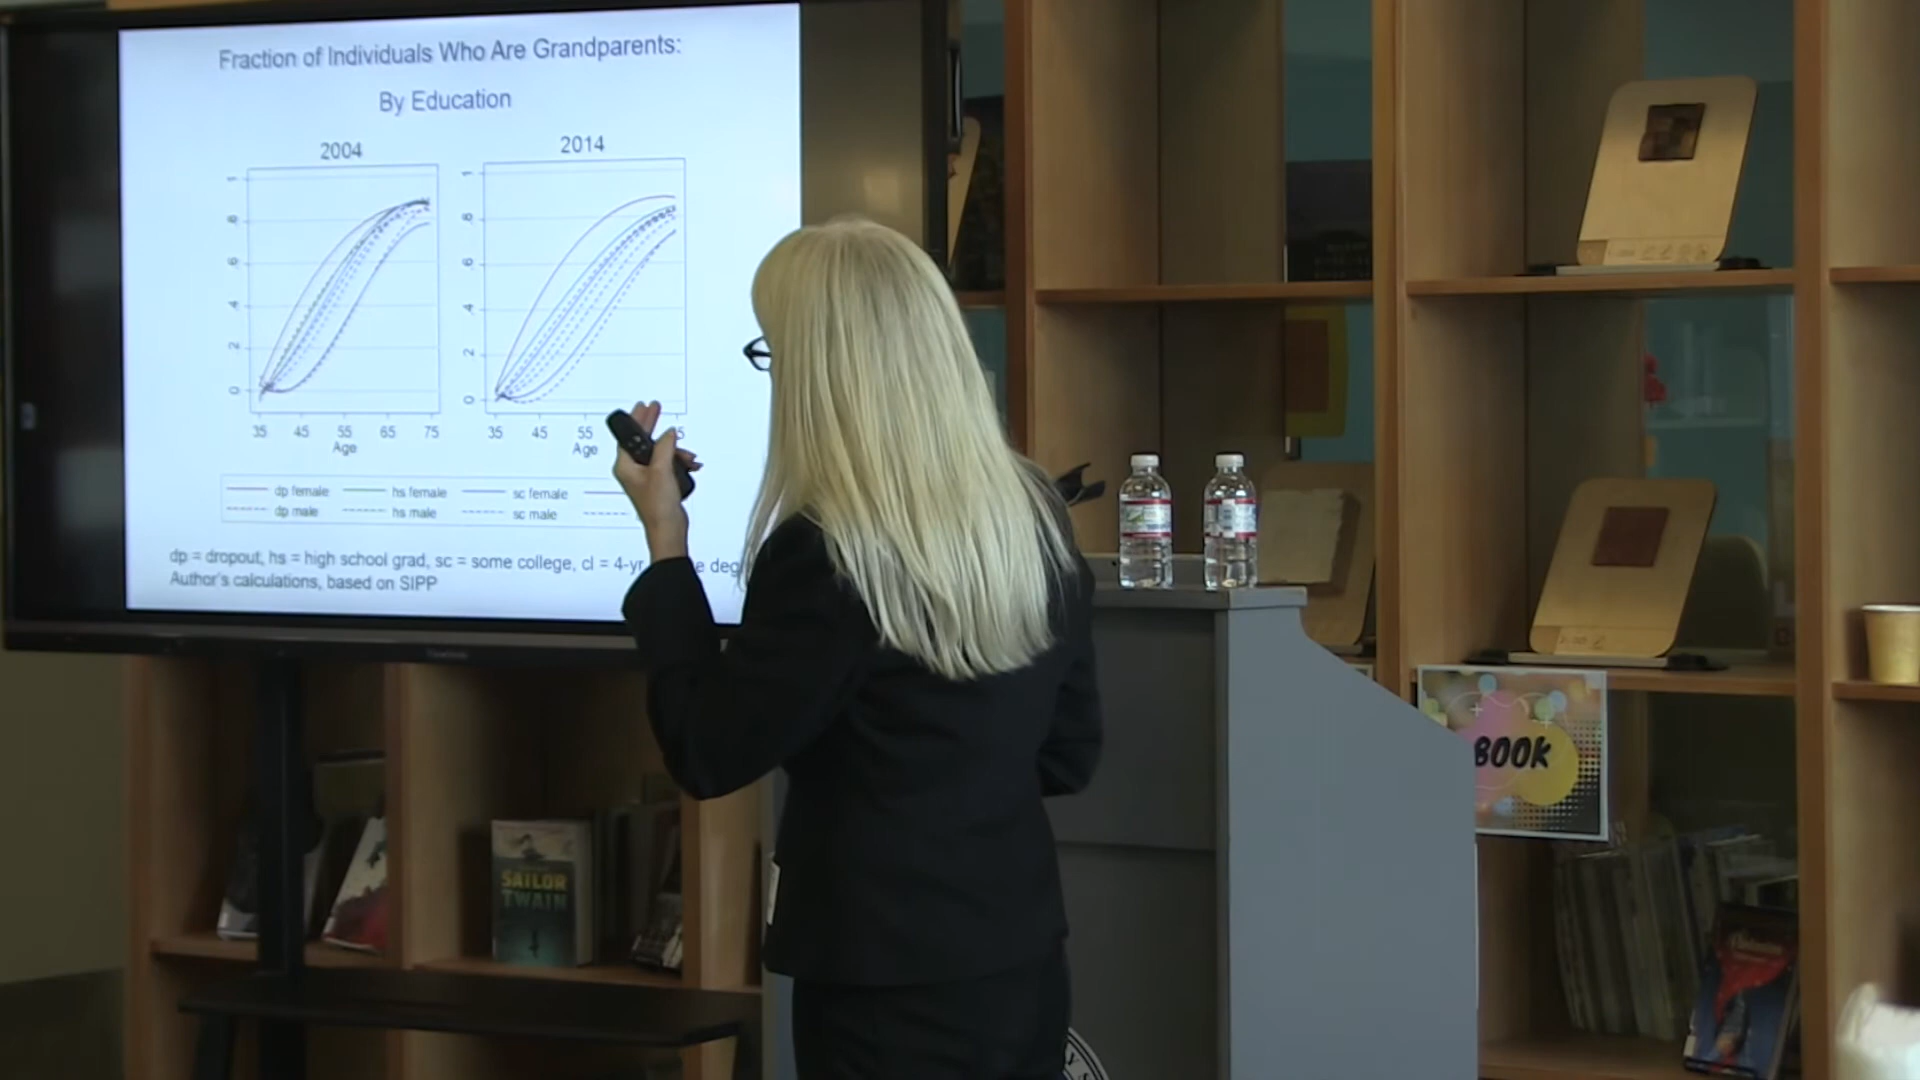 Fraction of Individuals Who Are Grandparents:
By Education
2004
2014
1
.8
.6
.4
.2
0
35 45 55 65 75
Age
1
.8
.6
.4
.2
0
35 45 55
Age
dp female hs female sc female
dp male hs male sc male
dp = dropout, hs = high school grad, sc = some college, cl = 4-yr
Author's calculations, based on SIPP
BOOK
SAILOR
TWAIN